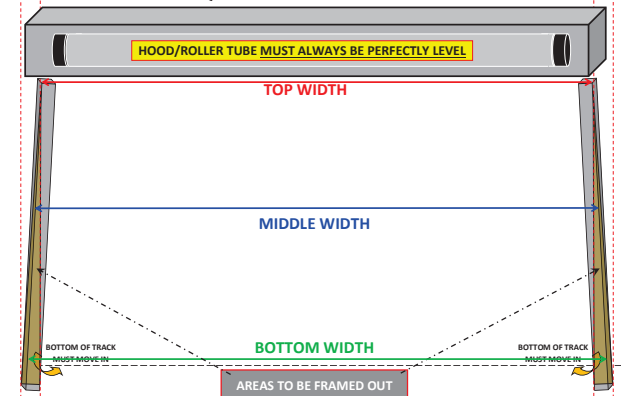 HOOD/ROLLER TUBE MUST ALWAYS BE PERFECTLY LEVEL
TOP WIDTH
MIDDLE WIDTH
BOTTOM OF TRACK
MUST MOVE IN
BOTTOM WIDTH
BOTTOM OF TRACK
MUST MOVE IN
AREAS TO BE FRAMED OUT